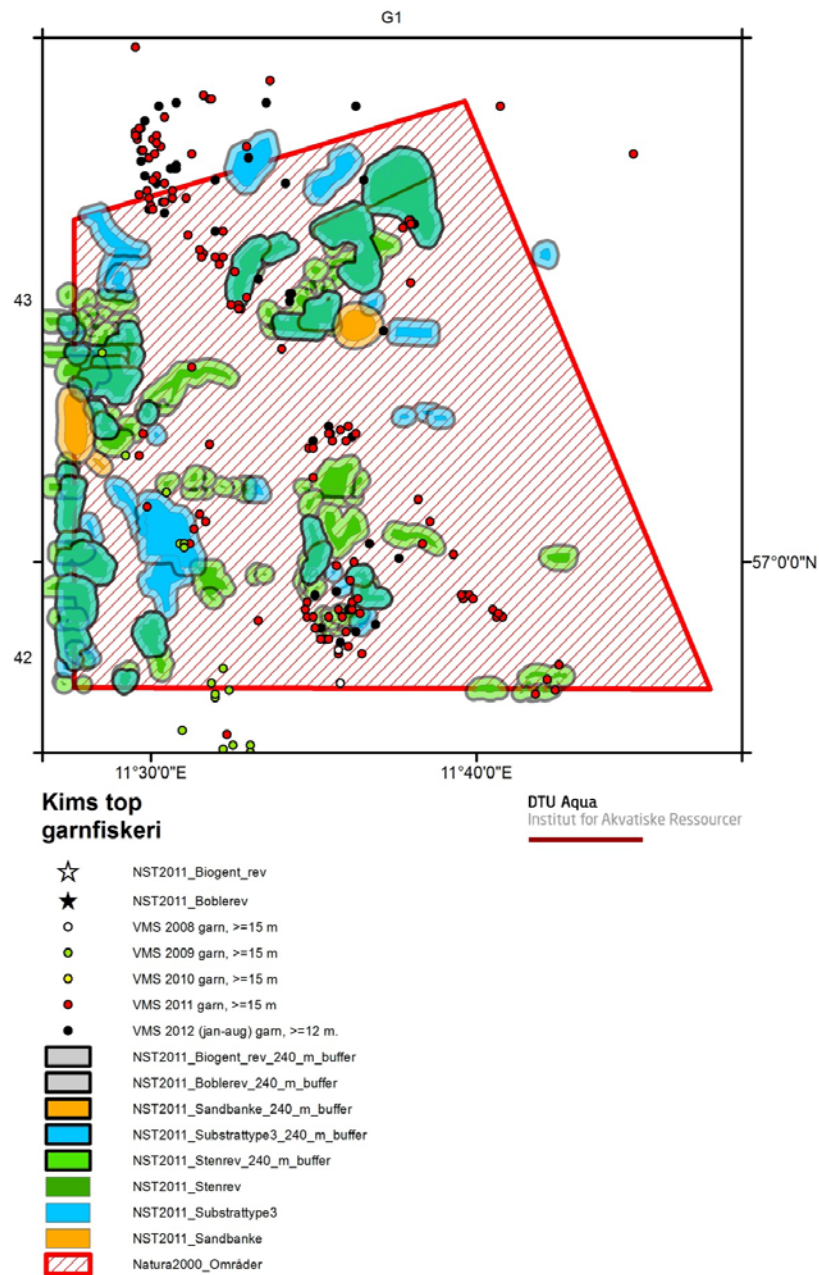 G1
43
57°0'0"N
42
11°30'0"E
11°40'0"E
Kims top
garnfiskeri
DTU Aqua
Institut for Akvatiske Ressourcer
NST2011_Biogent_rev
NST2011_Boblerev
VMS 2008 garn, >=15 m
VMS 2009 garn, >=15 m
VMS 2010 garn, >=15 m
VMS 2011 garn, >=15 m
VMS 2012 (jan-aug) garn, >=12 m.
NST2011_Biogent_rev_240_m_buffer
NST2011_Boblerev_240_m_buffer
NST2011_Sandbanke_240_m_buffer
NST2011_Substrattype3_240_m_buffer
NST2011_Stenrev_240_m_buffer
NST2011_Stenrev
NST2011_Substrattype3
NST2011_Sandbanke
Natura2000_Områder